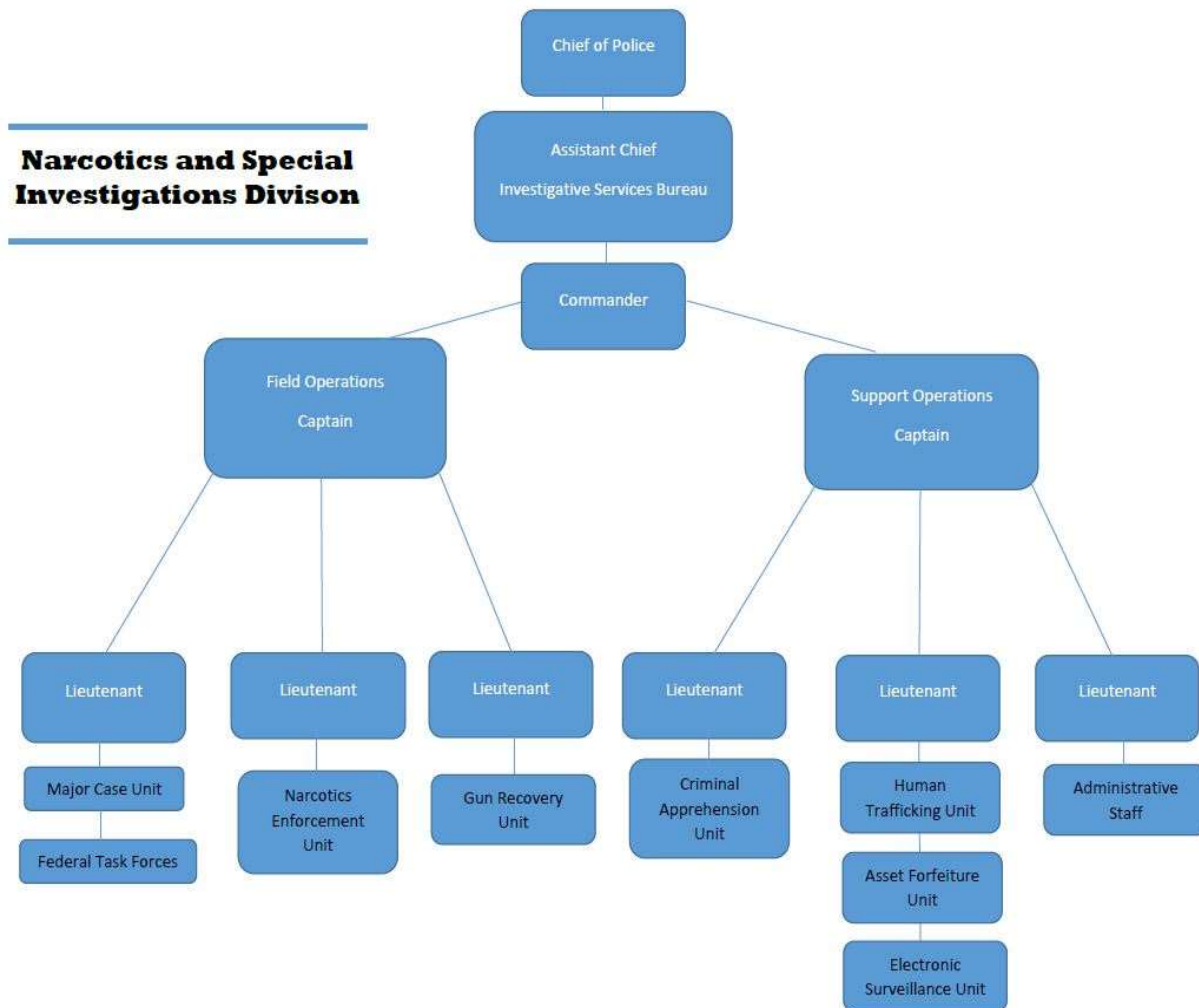 Chief of Police
Narcotics and Special
Investigations Divison
Assistant Chief
Investigative Services Bureau
Commander
Field Operations
Captain
Support Operations
Captain
Lieutenant
Lieutenant
Lieutenant
Lieutenant
Lieutenant
Lieutenant
Major Case Unit
Federal Task Forces
Narcotics
Enforcement
Unit
Gun Recovery
Unit
Criminal
Apprehension
Unit
Human
Trafficking Unit
Asset Forfeiture
Unit
Electronic
Surveillance Unit
Administrative
Staff